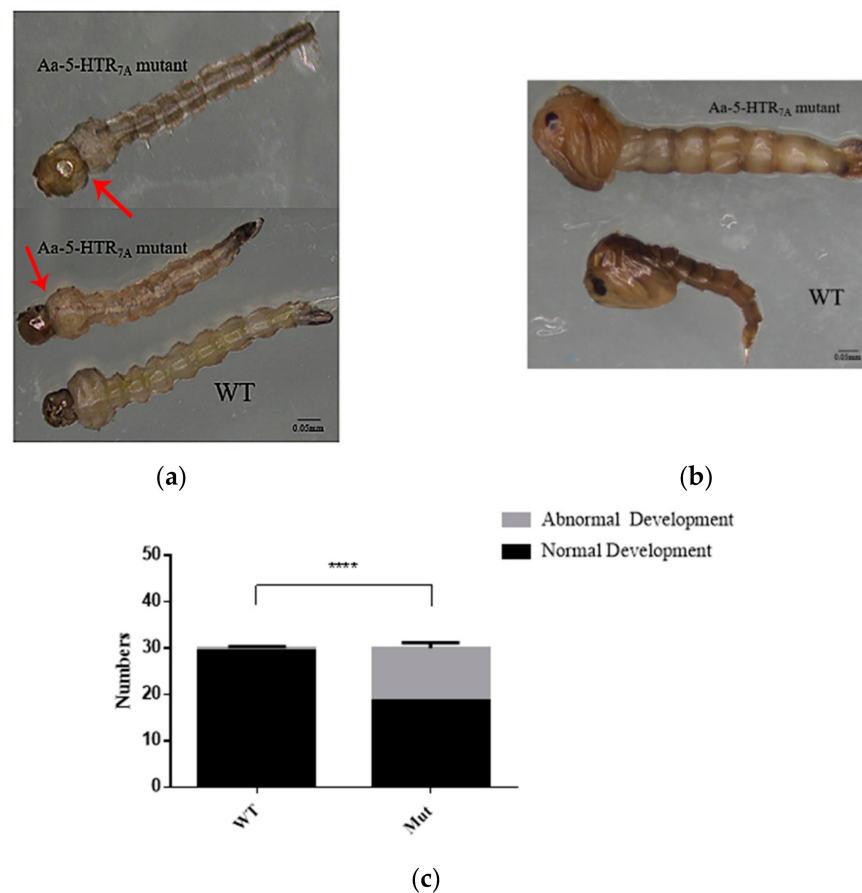 Aa-5-HTR7A mutant
Aa-5-HTR7A mutant
WT
0.05mm
(a)
Aa-5-HTR7A mutant
WT
0.05mm
(b)
Abnormal Development
Normal Development
50
40
30
20
10
0
Numbers
****
WT
Mut
(c)